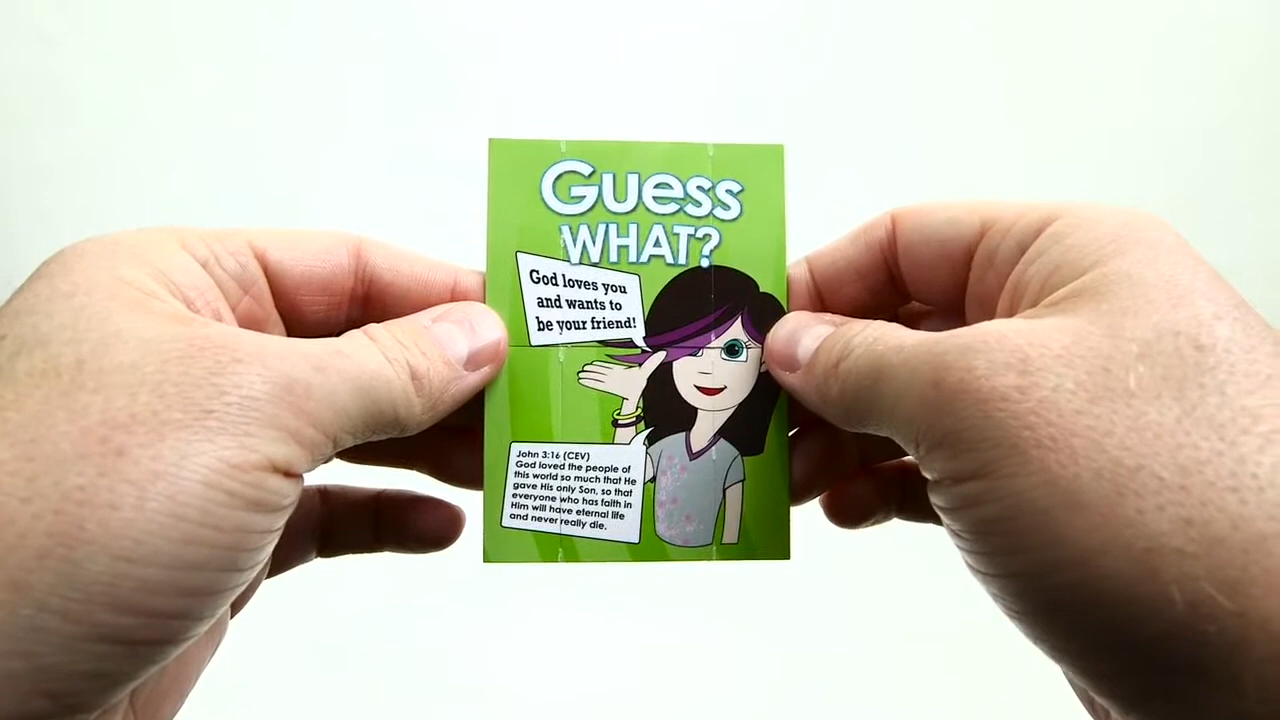 Guess
WHAT?
God loves you
and wants to
be your friend!
John 3:16 (CEV)
God loved the people of
this world so much that He
gave His only Son, so that
everyone who has faith in
Him will have eternal life
and never really die.